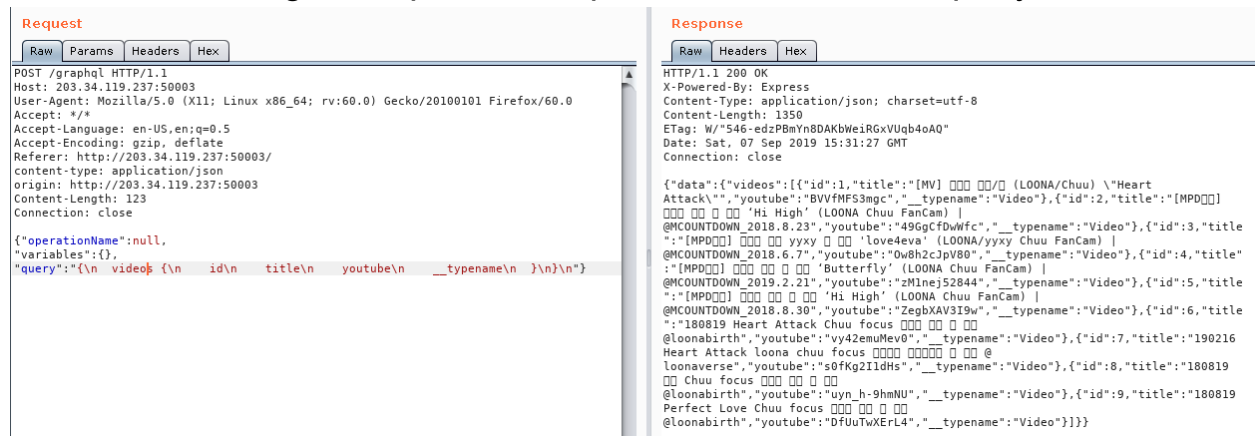 Request
Raw Params Headers Hex
POST /graphql HTTP/1.1
Host: 203.34.119.237:50003
User-Agent: Mozilla/5.0 (X11; Linux x86_64; rv:60.0) Gecko/20100101 Firefox/60.0
Accept: */*
Accept-Language: en-US,en;q=0.5
Accept-Encoding: gzip, deflate
Referer: http://203.34.119.237:50003/
content-type: application/json
origin: http://203.34.119.237:50003
Content-Length: 123
Connection: close
{"operationName":null,
"variables":{},
"query":"{\n  videos {\n    id\n    title\n    youtube\n    __typename\n  }\n}\n"}
Response
Raw Headers Hex
HTTP/1.1 200 OK
X-Powered-By: Express
Content-Type: application/json; charset=utf-8
Content-Length: 1350
ETag: W/"546-edzPBmYn8DAKbWeiRGxVUqb4oAQ"
Date: Sat, 07 Sep 2019 15:31:27 GMT
Connection: close
{"data":{"videos":[{"id":1,"title":"[MV] / (LOONA/Chuu) \"Heart
Attack\"","youtube":"BVVfMFS3mgc","__typename":"Video"},{"id":2,"title":"[MPD]
‘Hi High’ (LOONA Chuu FanCam) |
@MCOUNTDOWN_2018.8.23","youtube":"49GgCfDwWfc","__typename":"Video"},{"id":3,"title
":"[MPD] yyxy 'love4eva' (LOONA/yyxy Chuu FanCam) |
@MCOUNTDOWN_2018.6.7","youtube":"Ow8h2cJpV80","__typename":"Video"},{"id":4,"title"
:"[MPD] ‘Butterfly’ (LOONA Chuu FanCam) |
@MCOUNTDOWN_2019.2.21","youtube":"zM1nej52844","__typename":"Video"},{"id":5,"title
":"[MPD] ‘Hi High’ (LOONA Chuu FanCam) |
@MCOUNTDOWN_2018.8.30","youtube":"ZegbXAV3I9w","__typename":"Video"},{"id":6,"title
":"180819 Heart Attack Chuu focus
@loonabirth","youtube":"vy42emuMev0","__typename":"Video"},{"id":7,"title":"190216
Heart Attack loona chuu focus @
loonaverse","youtube":"s0fKg2I1dHs","__typename":"Video"},{"id":8,"title":"180819
Chuu focus
@loonabirth","youtube":"uyn_h-9hmNU","__typename":"Video"},{"id":9,"title":"180819
Perfect Love Chuu focus
@loonabirth","youtube":"DfUuTwXErL4","__typename":"Video"}]}}